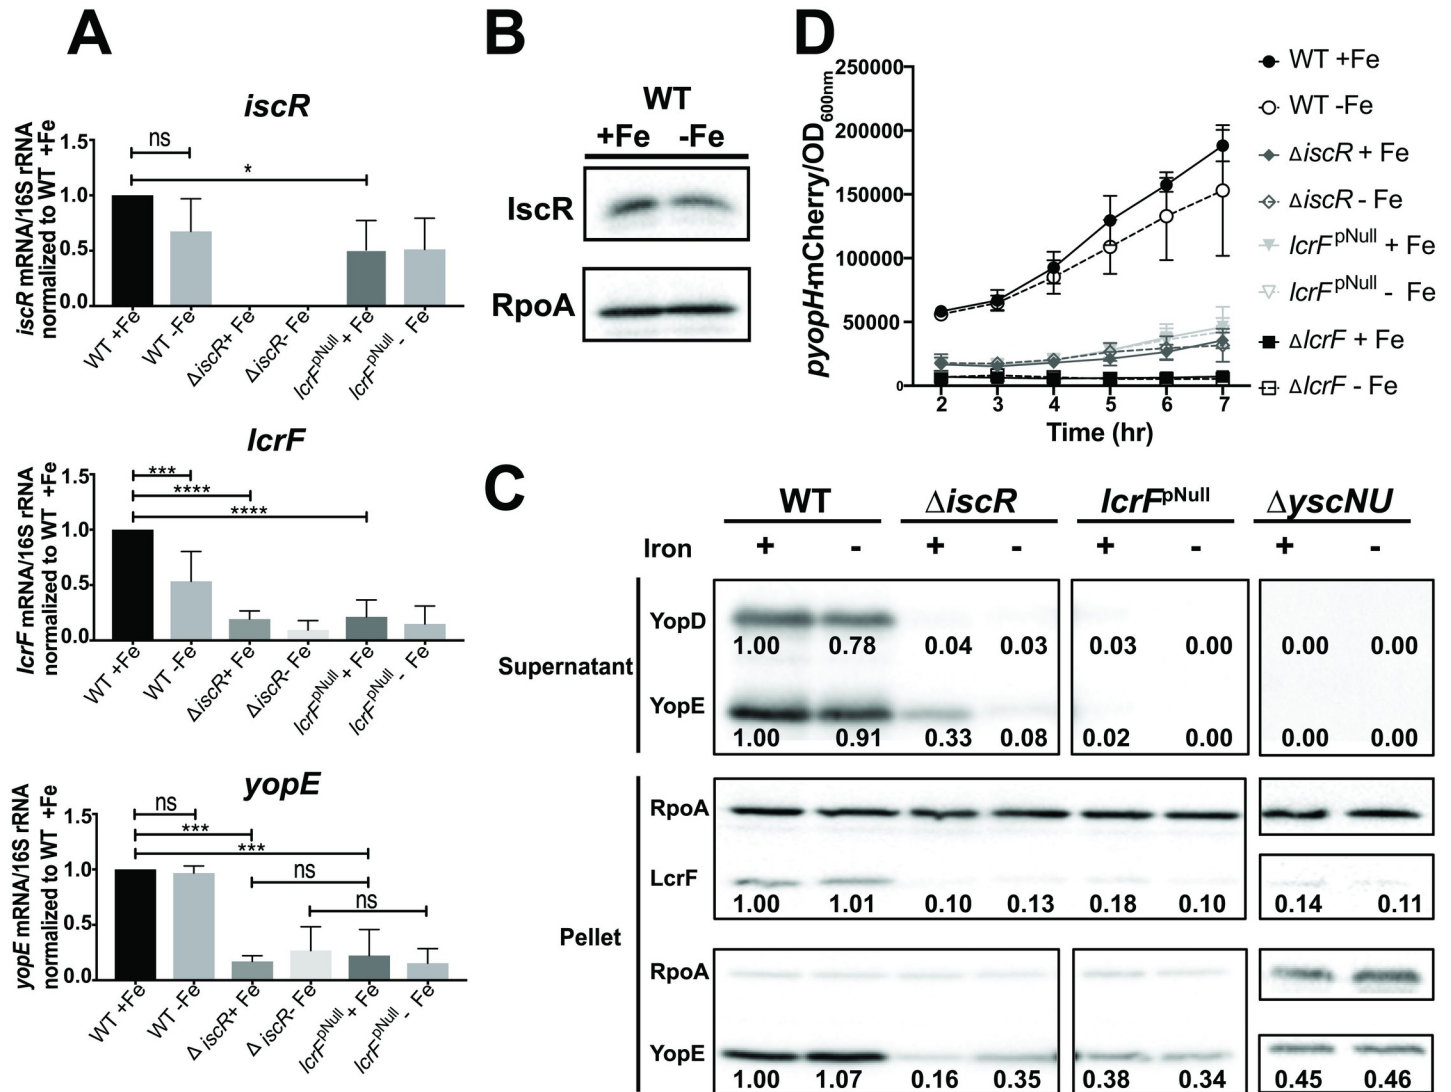 A
iscR
iscR mRNA/16S rRNA
normalized to WT +Fe
1.5
1.0
0.5
0.0
ns
*
WT +Fe
WT -Fe
ΔiscR+ Fe
ΔiscR- Fe
lcrFpNull + Fe
lcrFpNull - Fe
lcrF
lcrF mRNA/16S rRNA
normalized to WT +Fe
1.5
1.0
0.5
0.0
***
****
****
WT +Fe
WT -Fe
ΔiscR+ Fe
ΔiscR- Fe
lcrFpNull + Fe
lcrFpNull - Fe
yopE
yopE mRNA/16S rRNA
normalized to WT +Fe
1.5
1.0
0.5
0.0
ns
***
***
ns
ns
WT +Fe
WT -Fe
Δ iscR+ Fe
Δ iscR- Fe
lcrFpNull + Fe
lcrFpNull - Fe
B
WT
+Fe -Fe
IscR
RpoA
D
pyopH-mCherry/OD600nm
250000
200000
150000
100000
50000
0
2 3 4 5 6 7
Time (hr)
WT +Fe
WT -Fe
ΔiscR + Fe
ΔiscR - Fe
lcrFpNull + Fe
lcrFpNull - Fe
ΔlcrF + Fe
ΔlcrF - Fe
C
WT ΔiscR lcrFpNull ΔyscNU
Iron + - + - + - + -
Supernatant
YopD
1.00 0.78 0.04 0.03 0.03 0.00 0.00 0.00
YopE
1.00 0.91 0.33 0.08 0.02 0.00 0.00 0.00
Pellet
RpoA
LcrF
1.00 1.01 0.10 0.13 0.18 0.10 0.14 0.11
RpoA
YopE
1.00 1.07 0.16 0.35 0.38 0.34 0.45 0.46